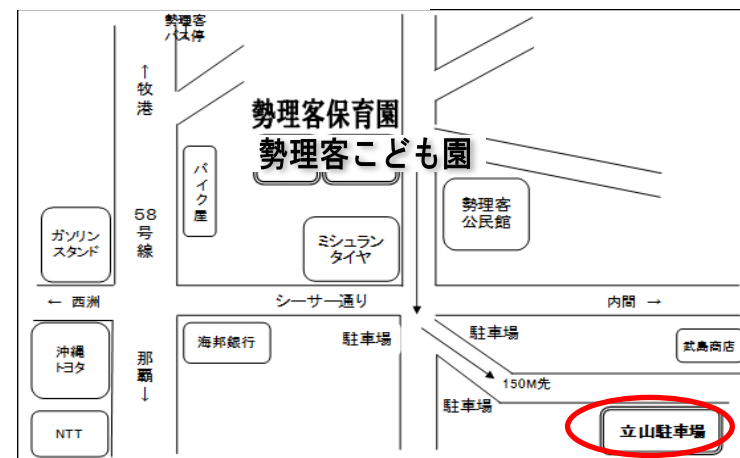 勢理客
バス停
↑
牧
港
勢理客保育園
勢理客こども園
バ
イ
ク
屋
勢理客
公民館
58
号
線
ガソリン
スタンド
ミシュラン
タイヤ
← 西洲
シーサー通り
内間 →
沖縄
トヨタ
那
覇
↓
海邦銀行
駐車場
駐車場
武島商店
150M先
駐車場
NTT
立山駐車場